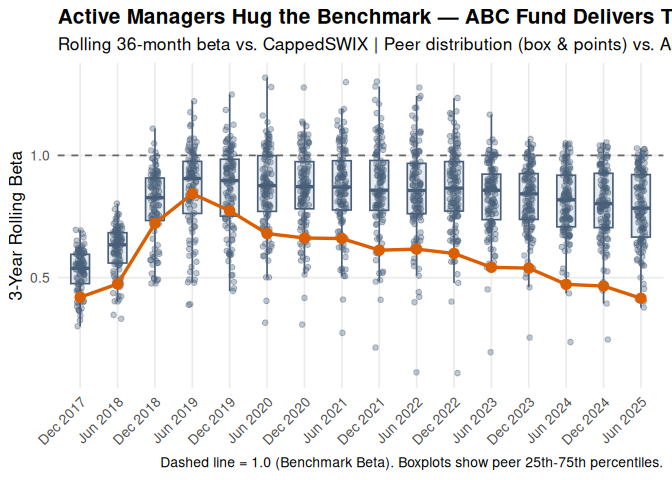 Active Managers Hug the Benchmark — ABC Fund Delivers T
Rolling 36-month beta vs. CappedSWIX | Peer distribution (box & points) vs. A
3-Year Rolling Beta
1.0
0.5
Dec 2017
Jun 2018
Dec 2018
Jun 2019
Dec 2019
Jun 2020
Dec 2020
Jun 2021
Dec 2021
Jun 2022
Dec 2022
Jun 2023
Dec 2023
Jun 2024
Dec 2024
Jun 2025
Dashed line = 1.0 (Benchmark Beta). Boxplots show peer 25th-75th percentiles.